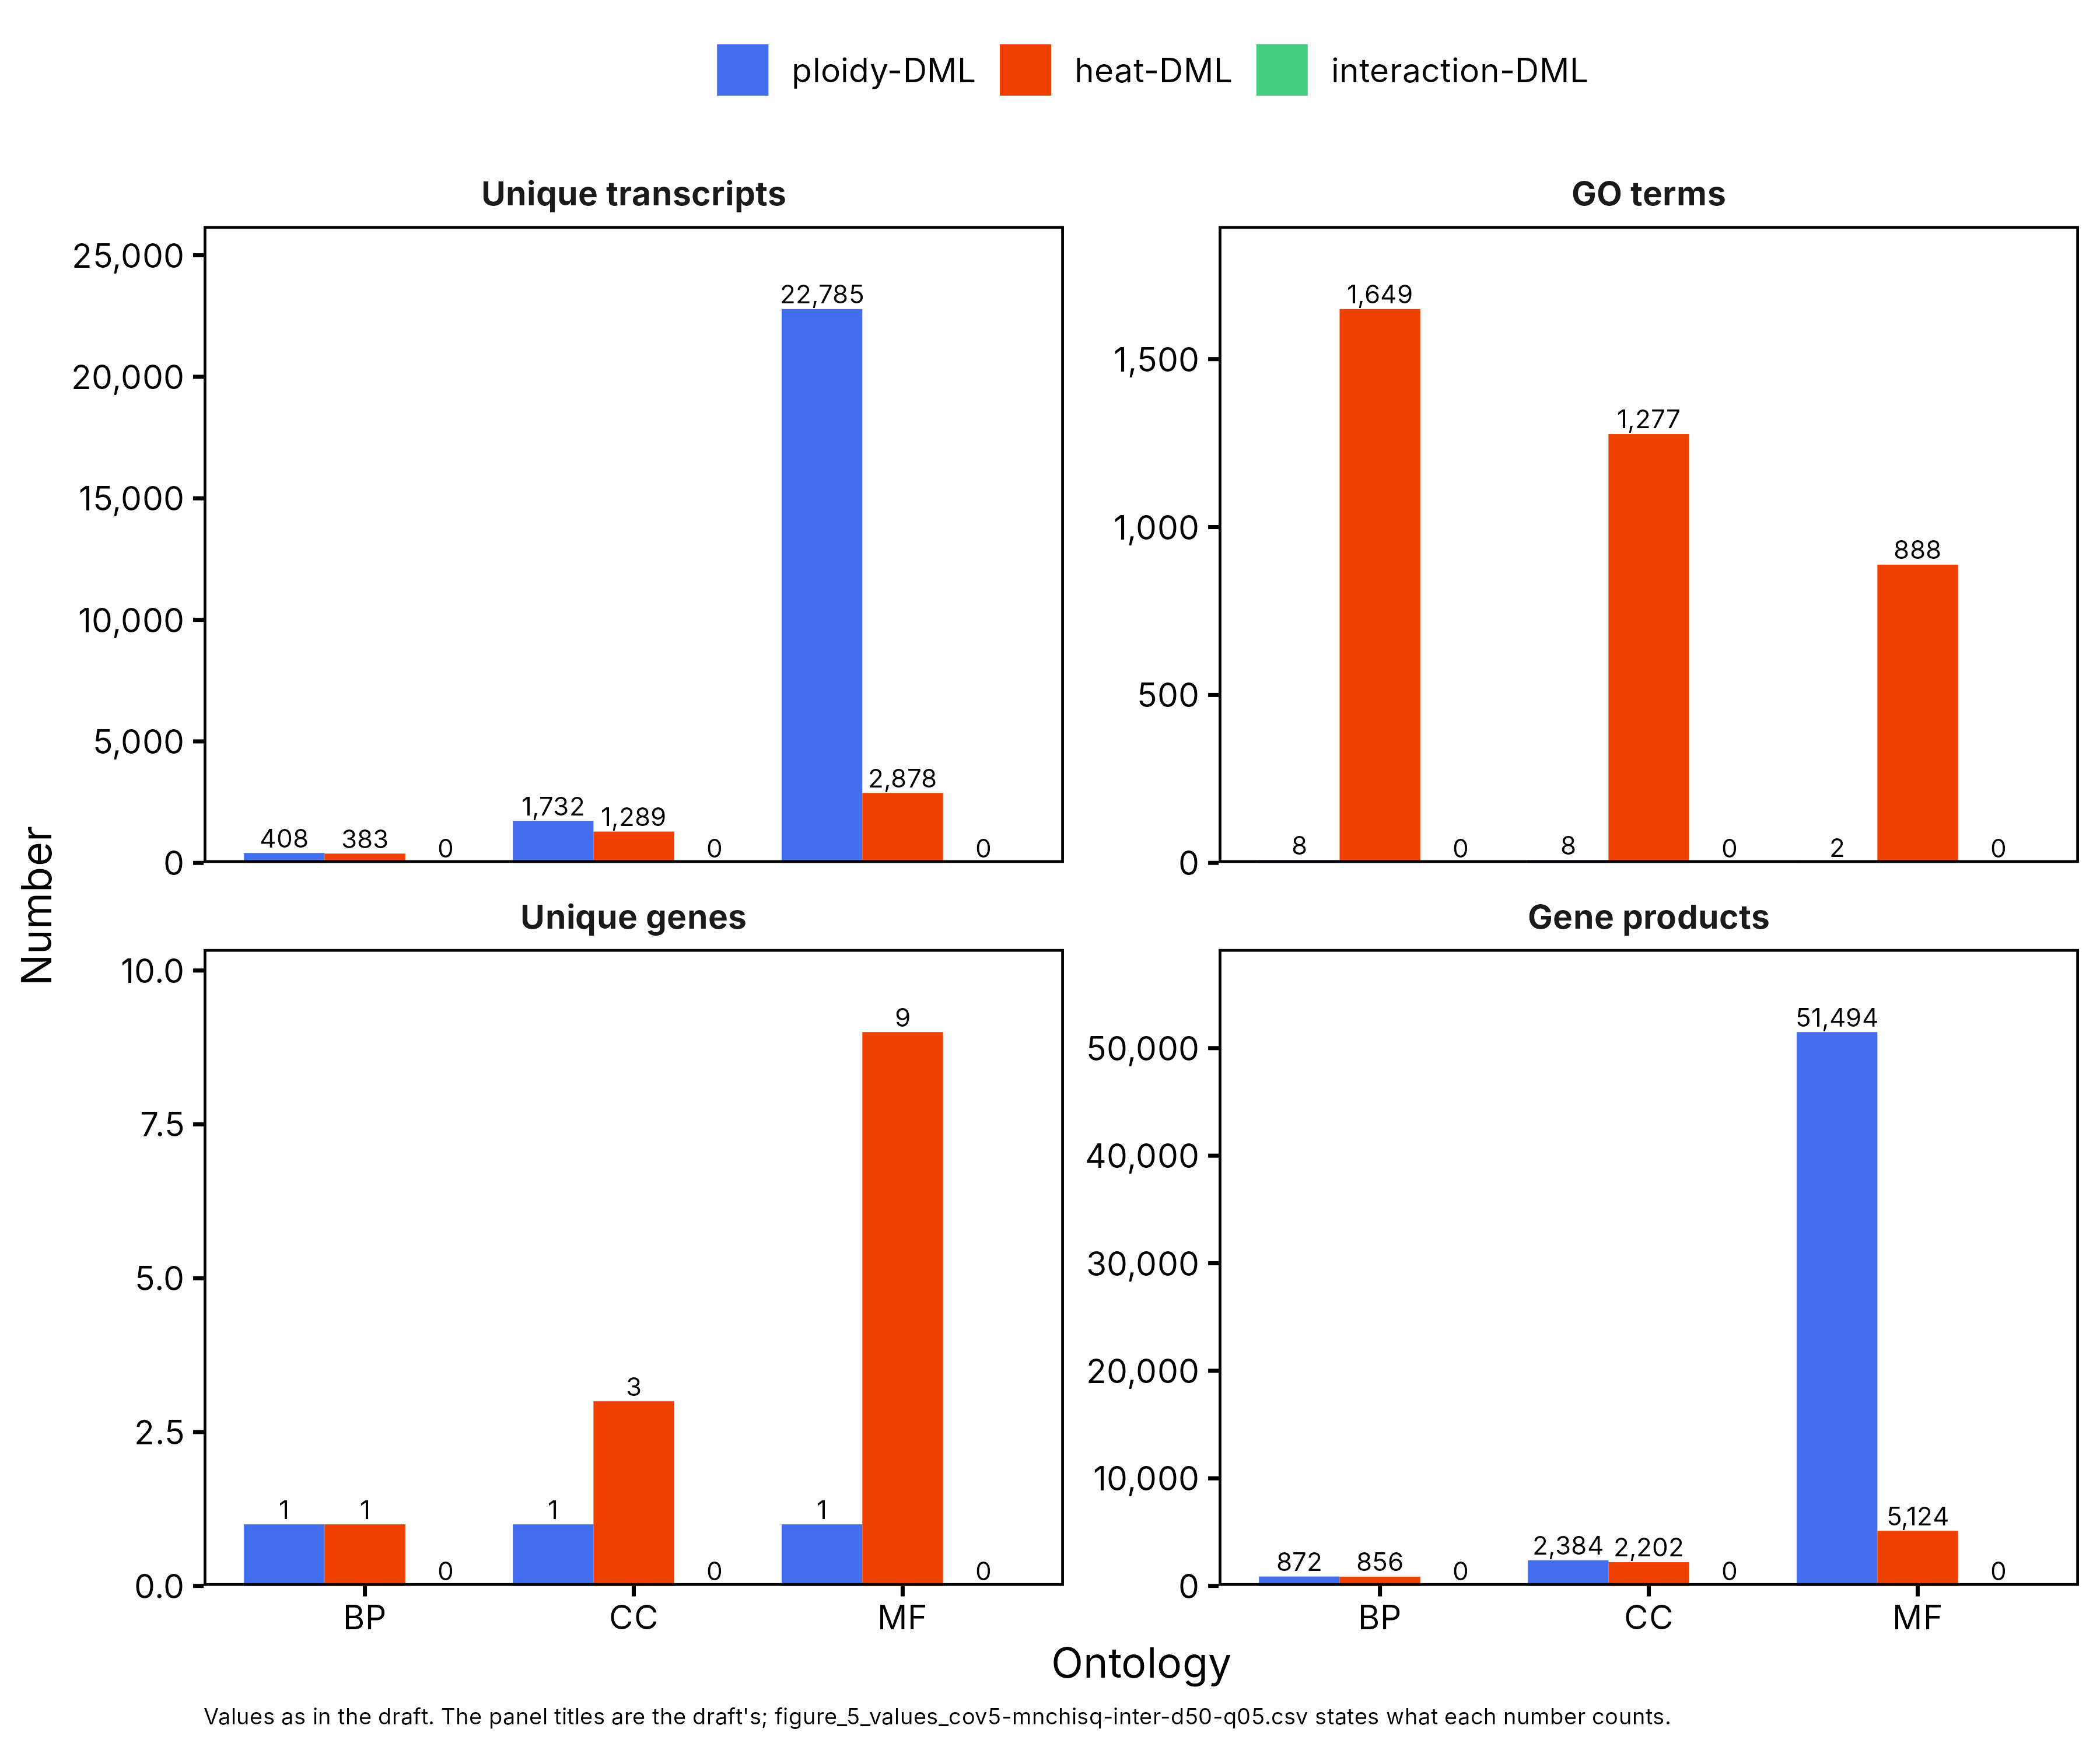 ploidy-DML heat-DML interaction-DML
Unique transcripts
25,000
20,000
15,000
10,000
5,000
0
408 383 0
1,732 1,289 0
22,785 2,878 0
GO terms
1,500
1,000
500
0
8 1,649 0
8 1,277 0
2 888 0
Number
Unique genes
10.0
7.5
5.0
2.5
0.0
1 1 0
1 3 0
1 9 0
BP CC MF
Gene products
50,000
40,000
30,000
20,000
10,000
0
872 856 0
2,384 2,202 0
51,494 5,124 0
BP CC MF
Ontology
Values as in the draft. The panel titles are the draft's; figure_5_values_cov5-mnchisq-inter-d50-q05.csv states what each number counts.